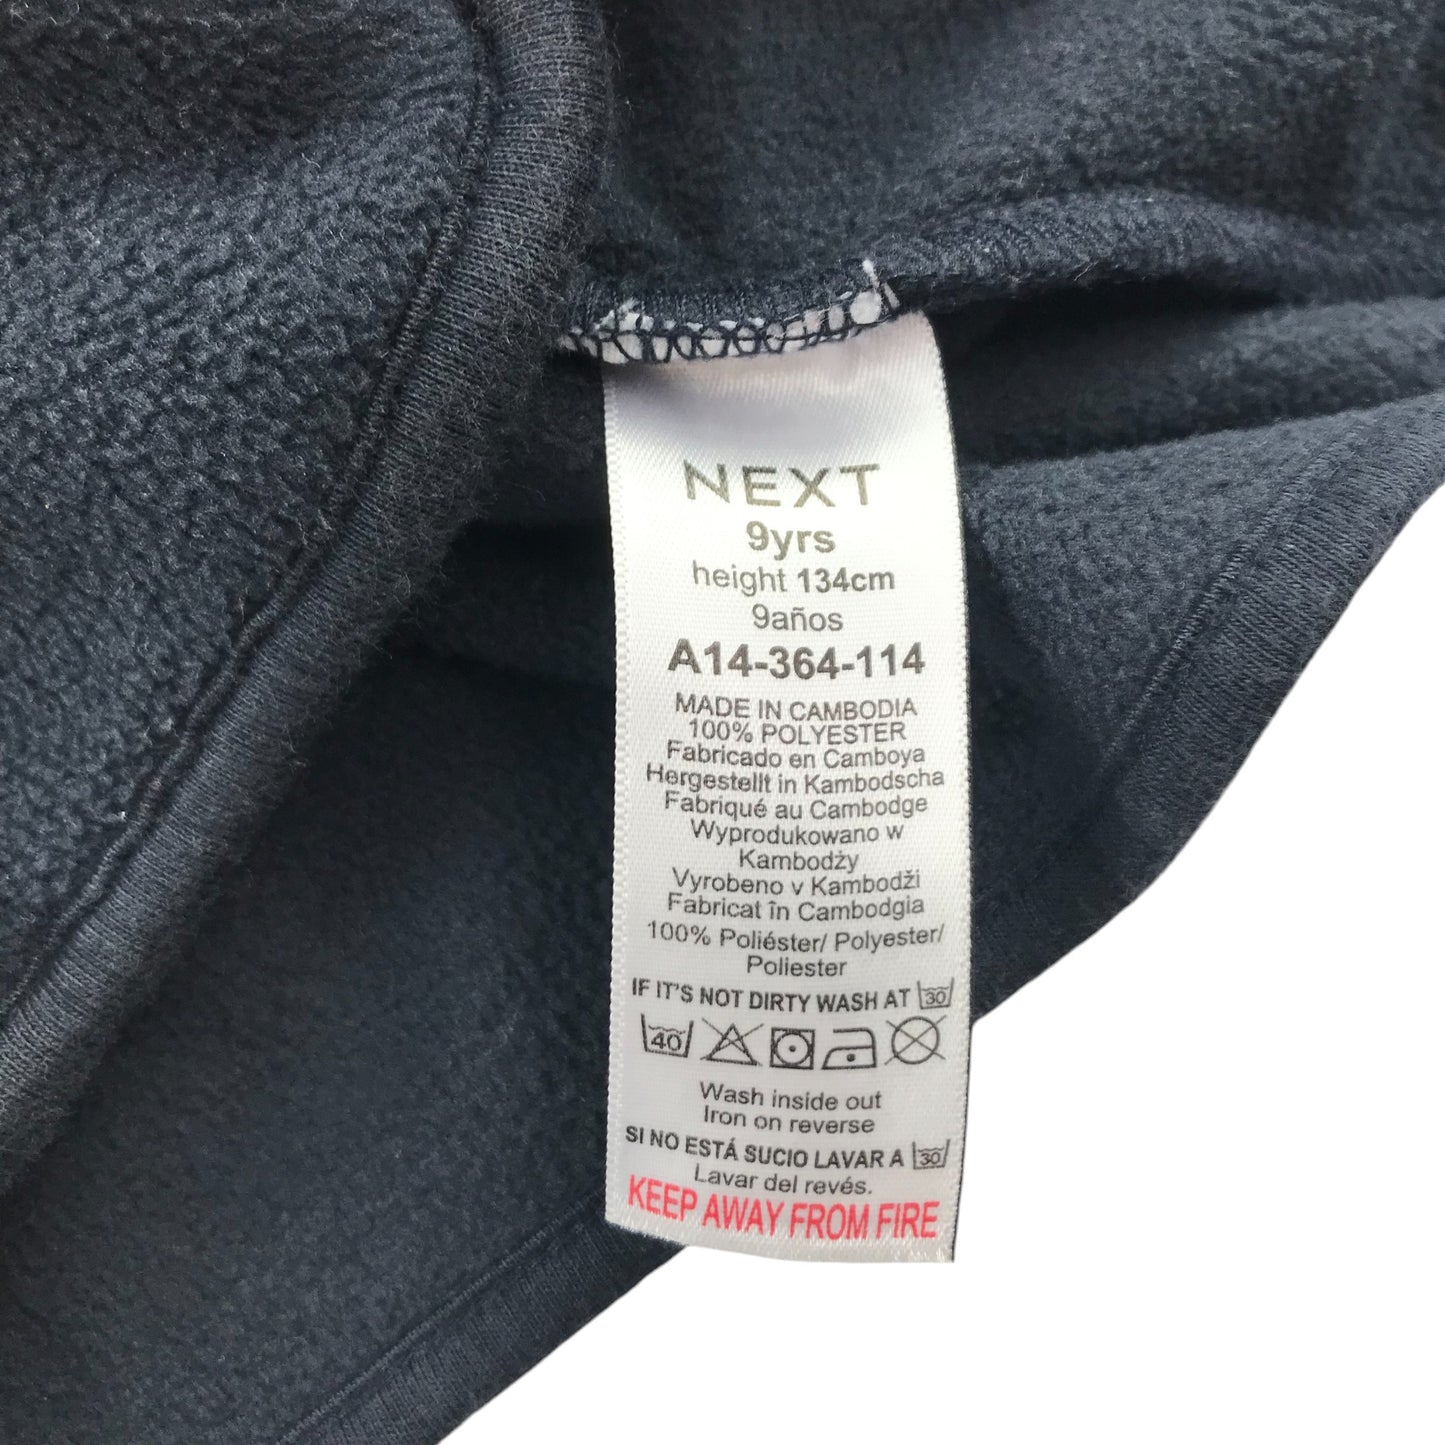 NEXT
9yrs
height 134cm
9años
A14-364-114
MADE IN CAMBODIA
100% POLYESTER
Fabricado en Camboya
Hergestellt in Kambodscha
Fabriqué au Cambodge
Wyprodukowano w
Kambodży
Vyrobeno v Kambodži
Fabricat în Cambodgia
100% Poliéster/ Polyester/
Poliester
IF IT'S NOT DIRTY WASH AT 30
40
Wash inside out
Iron on reverse
SI NO ESTÁ SUCIO LAVAR A 30
Lavar del revés.
KEEP AWAY FROM FIRE